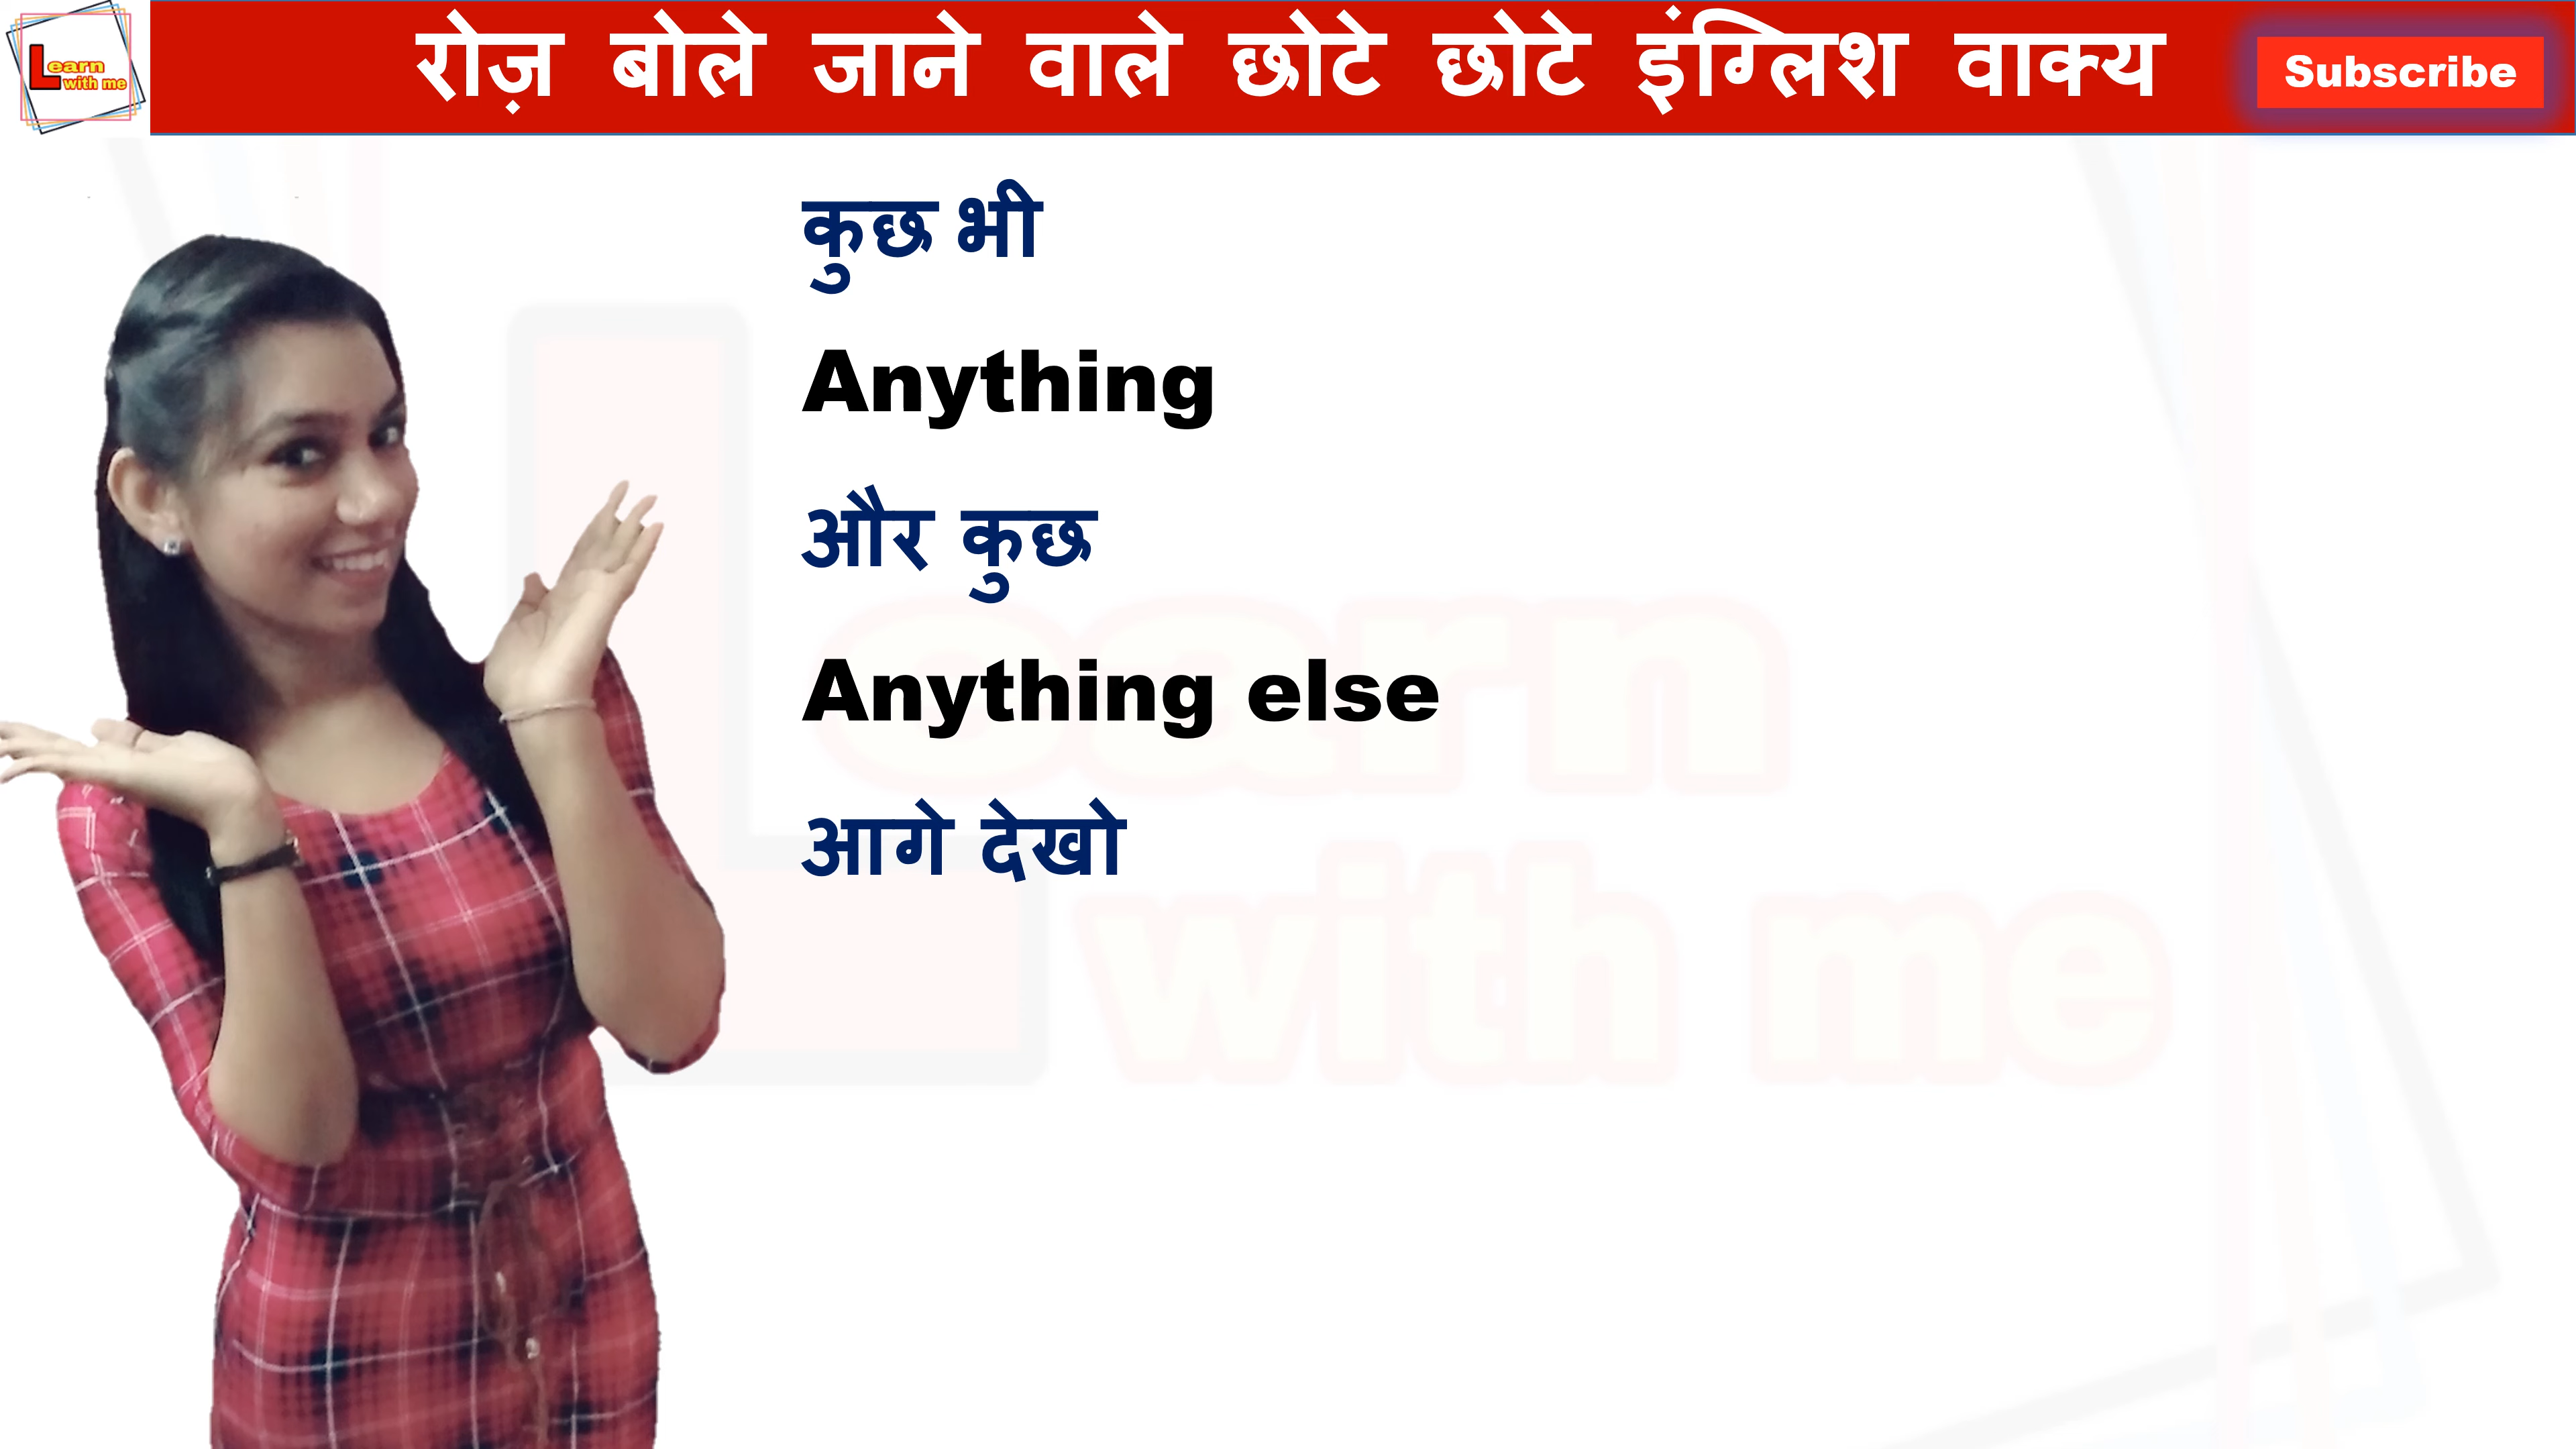 Learn
with me
रोज़ बोले जाने वाले छोटे छोटे इंग्लिश वाक्य
Subscribe
कुछ भी
Anything
और कुछ
Anything else
आगे देखो
Learn
with me